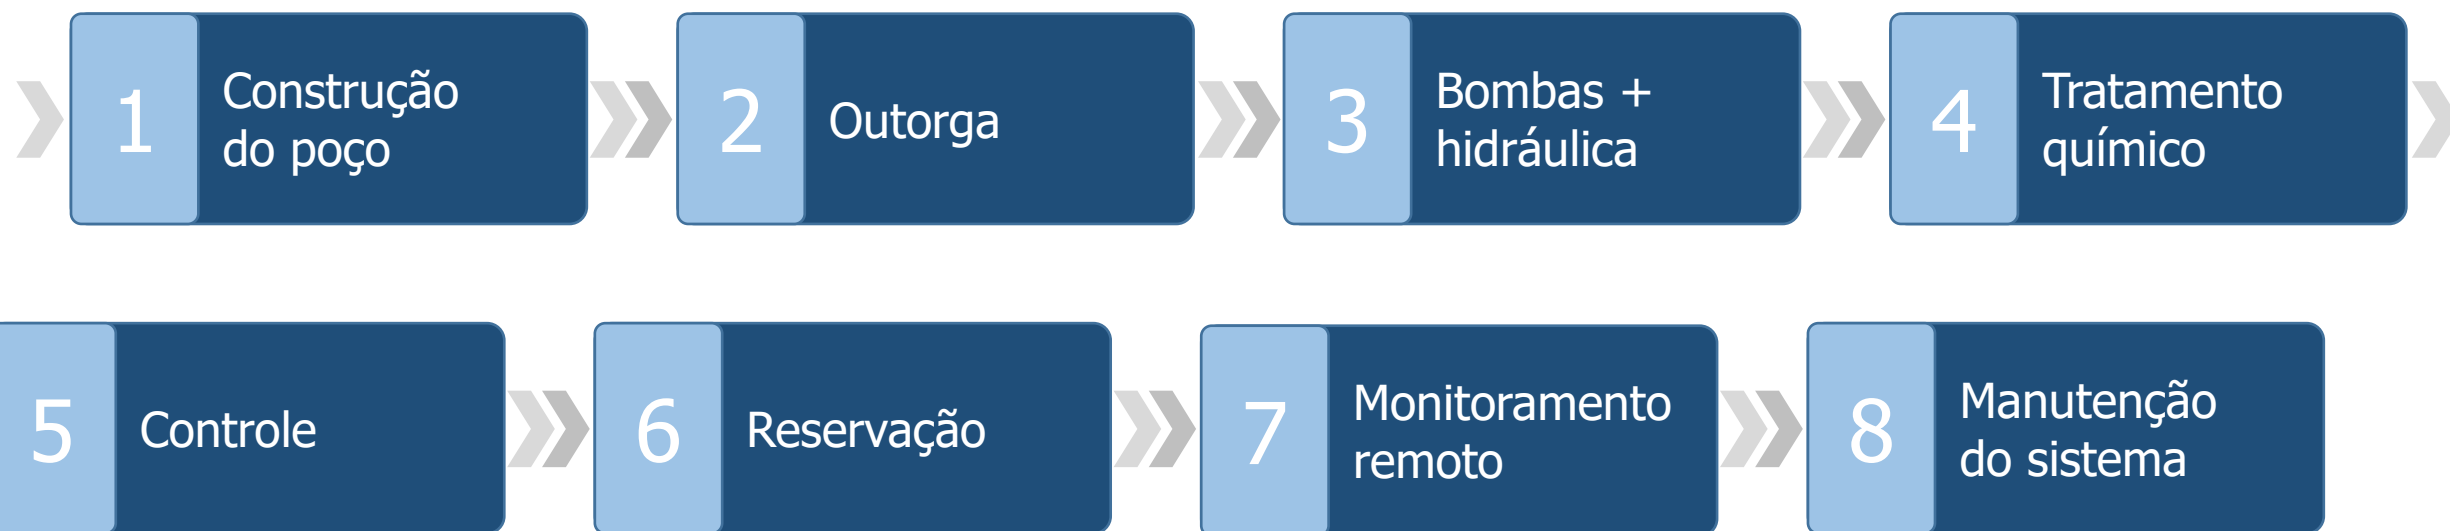 1
Construção
do poço
2
Outorga
3
Bombas +
hidráulica
4
Tratamento
químico
5
Controle
6
Reservação
7
Monitoramento
remoto
8
Manutenção
do sistema